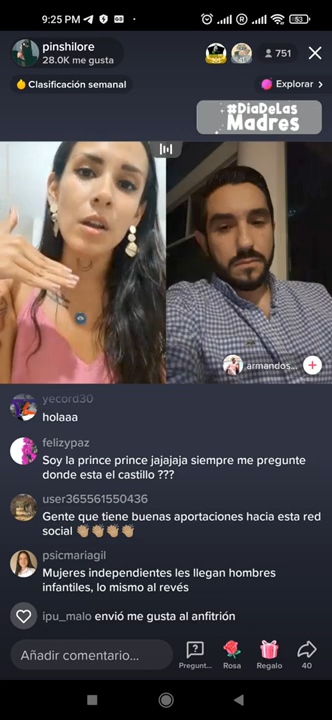 9:25 PM
53
pinshilore
28.0K me gusta
751
Clasificación semanal
Explorar >
#DiaDeLas
Madres
armandos...
yecord30
holaaa
felizypaz
Soy la prince prince jajajaja siempre me pregunte
donde esta el castillo ???
user365561550436
Gente que tiene buenas aportaciones hacia esta red
social 👏🏽👏🏽👏🏽👏🏽
psicmariagil
Mujeres independientes les llegan hombres
infantiles, lo mismo al revés
ipu_malo envió me gusta al anfitrión
Añadir comentario...
Pregunt...
Rosa
Regalo
40